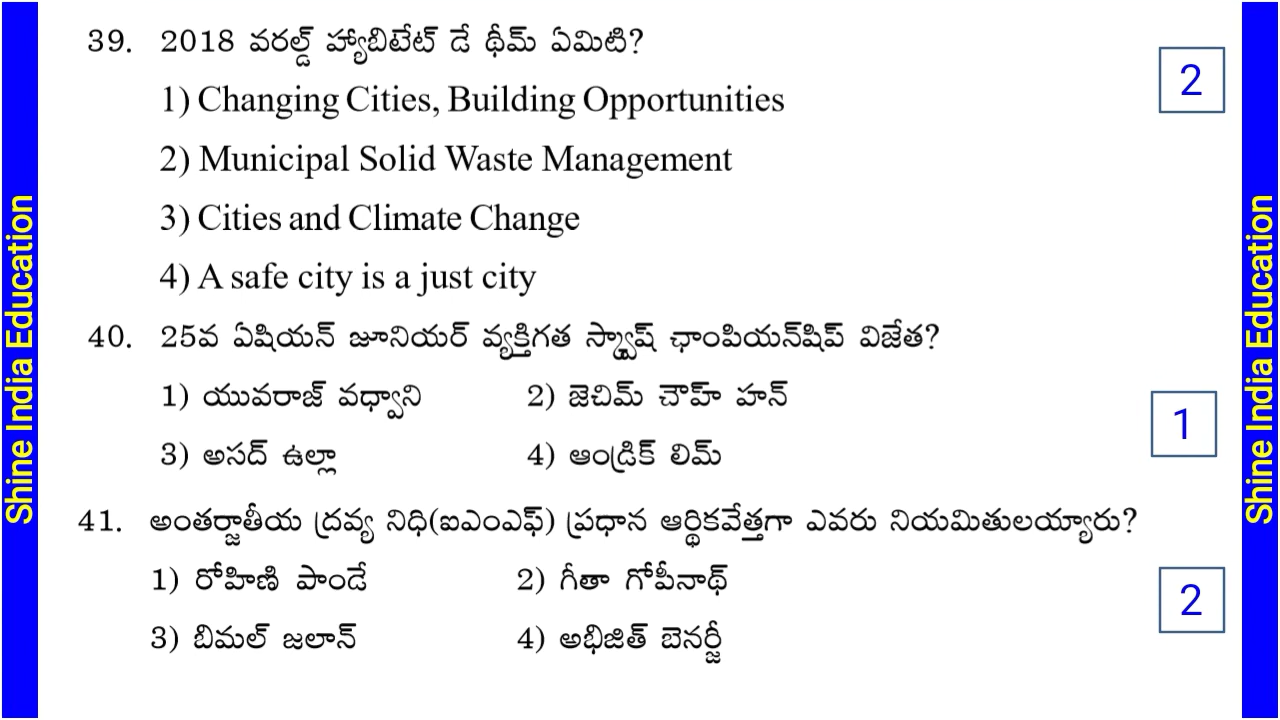 39. 2018 వరల్డ్ హ్యాబిటేట్ డే థీమ్ ఏమిటి?
2
1) Changing Cities, Building Opportunities
2) Municipal Solid Waste Management
3) Cities and Climate Change
4) A safe city is a just city
40. 25వ ఏషియన్ జూనియర్ వ్యక్తిగత స్క్వాష్ ఛాంపియన్‌షిప్ విజేత?
1) యువరాజ్ వధ్వాని 2) జెచిమ్ చౌహ్ హన్
1
3) అసద్ ఉల్లా 4) ఆండ్రిక్ లిమ్
41. అంతర్జాతీయ ద్రవ్య నిధి(ఐఎంఎఫ్) ప్రధాన ఆర్థికవేత్తగా ఎవరు నియమితులయ్యారు?
1) రోహిణి పాండే 2) గీతా గోపీనాథ్
2
3) బిమల్ జలాన్ 4) అభిజిత్ బెనర్జీ
Shine India Education
Shine India Education